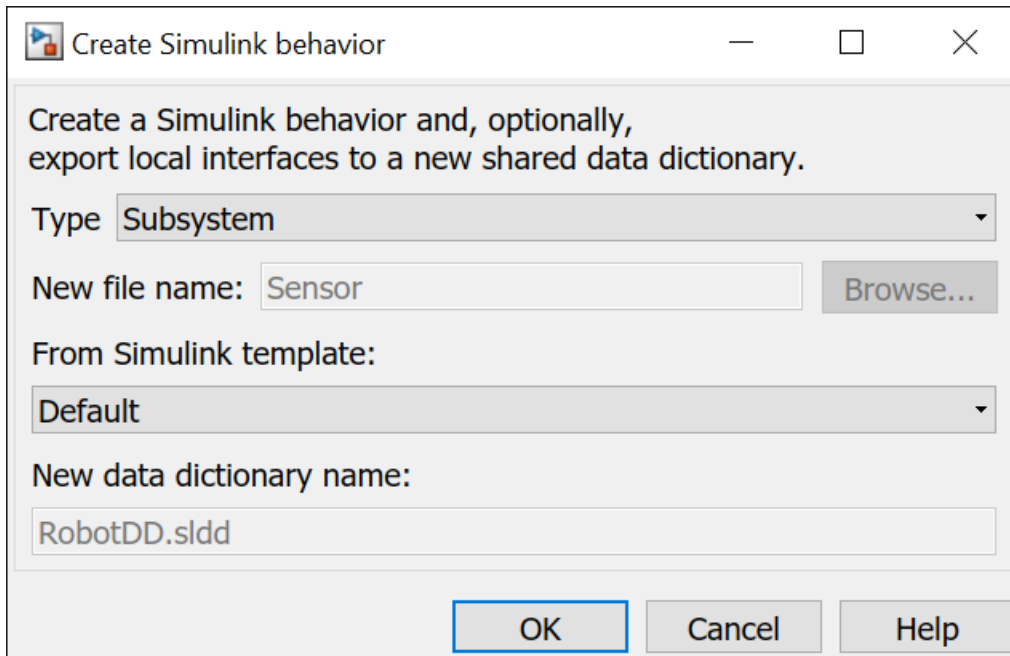 Create Simulink behavior
Create a Simulink behavior and, optionally,
export local interfaces to a new shared data dictionary.
Type Subsystem
New file name: Sensor Browse...
From Simulink template:
Default
New data dictionary name:
RobotDD.sldd
OK Cancel Help